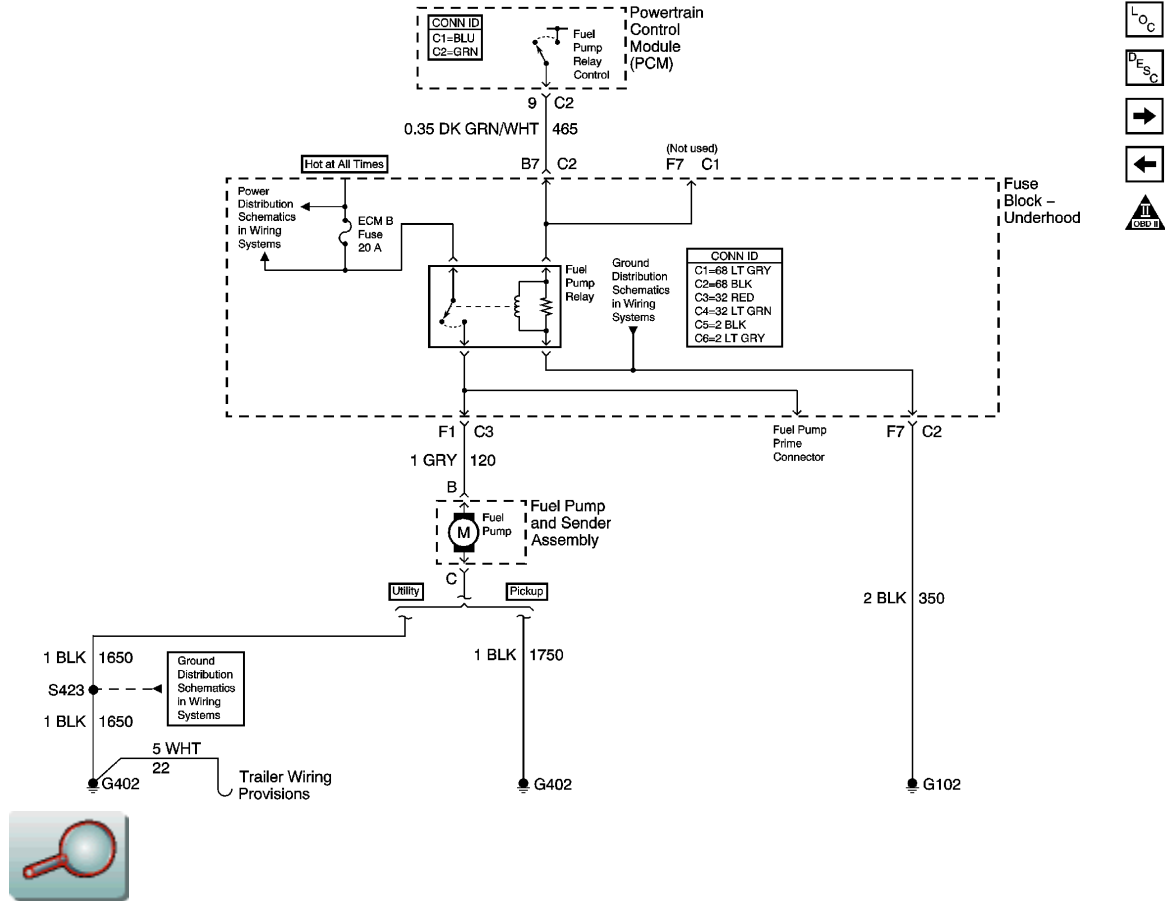 CONN ID
C1=BLU
C2=GRN
Fuel
Pump
Relay
Control
Powertrain
Control
Module
(PCM)
LOC
DESC
II
OBD II
9 C2
0.35 DK GRN/WHT 465
B7 C2
(Not used)
F7 C1
Hot at All Times
Power
Distribution
Schematics
in Wiring
Systems
ECM B
Fuse
20 A
Fuel
Pump
Relay
Ground
Distribution
Schematics
in Wiring
Systems
CONN ID
C1=68 LT GRY
C2=68 BLK
C3=32 RED
C4=32 LT GRN
C5=2 BLK
C6=2 LT GRY
Fuse
Block –
Underhood
F1 C3
1 GRY 120
B
Fuel Pump
Prime
Connector
F7 C2
M
Fuel
Pump
Fuel Pump
and Sender
Assembly
C
Utility
Pickup
2 BLK 350
1 BLK 1650
S423
1 BLK 1650
Ground
Distribution
Schematics
in Wiring
Systems
1 BLK 1750
5 WHT
22
G402
Trailer Wiring
Provisions
G402
G102